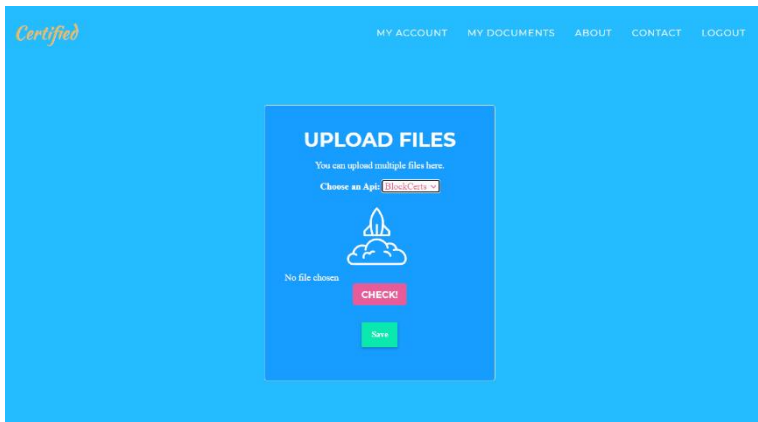 Certified
MY ACCOUNT MY DOCUMENTS ABOUT CONTACT LOGOUT
UPLOAD FILES
You can upload multiple files here.
Choose an Api: BlockCerts
No file chosen
CHECK!
Save